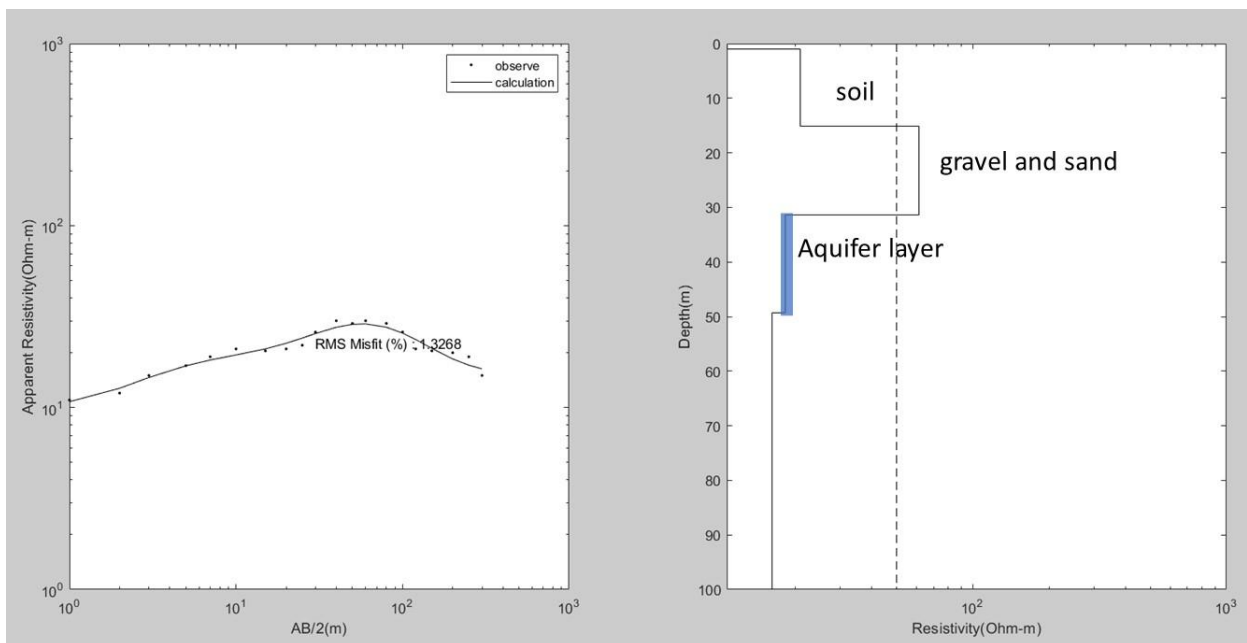 10³
10²
10¹
10⁰
10⁰
10¹
10²
10³
Apparent Resistivity(Ohm-m)
AB/2(m)
observe
calculation
RMS Misfit (%) : 1.3268
0
10
20
30
40
50
60
70
80
90
100
Depth(m)
10²
10³
Resistivity(Ohm-m)
soil
gravel and sand
Aquifer layer